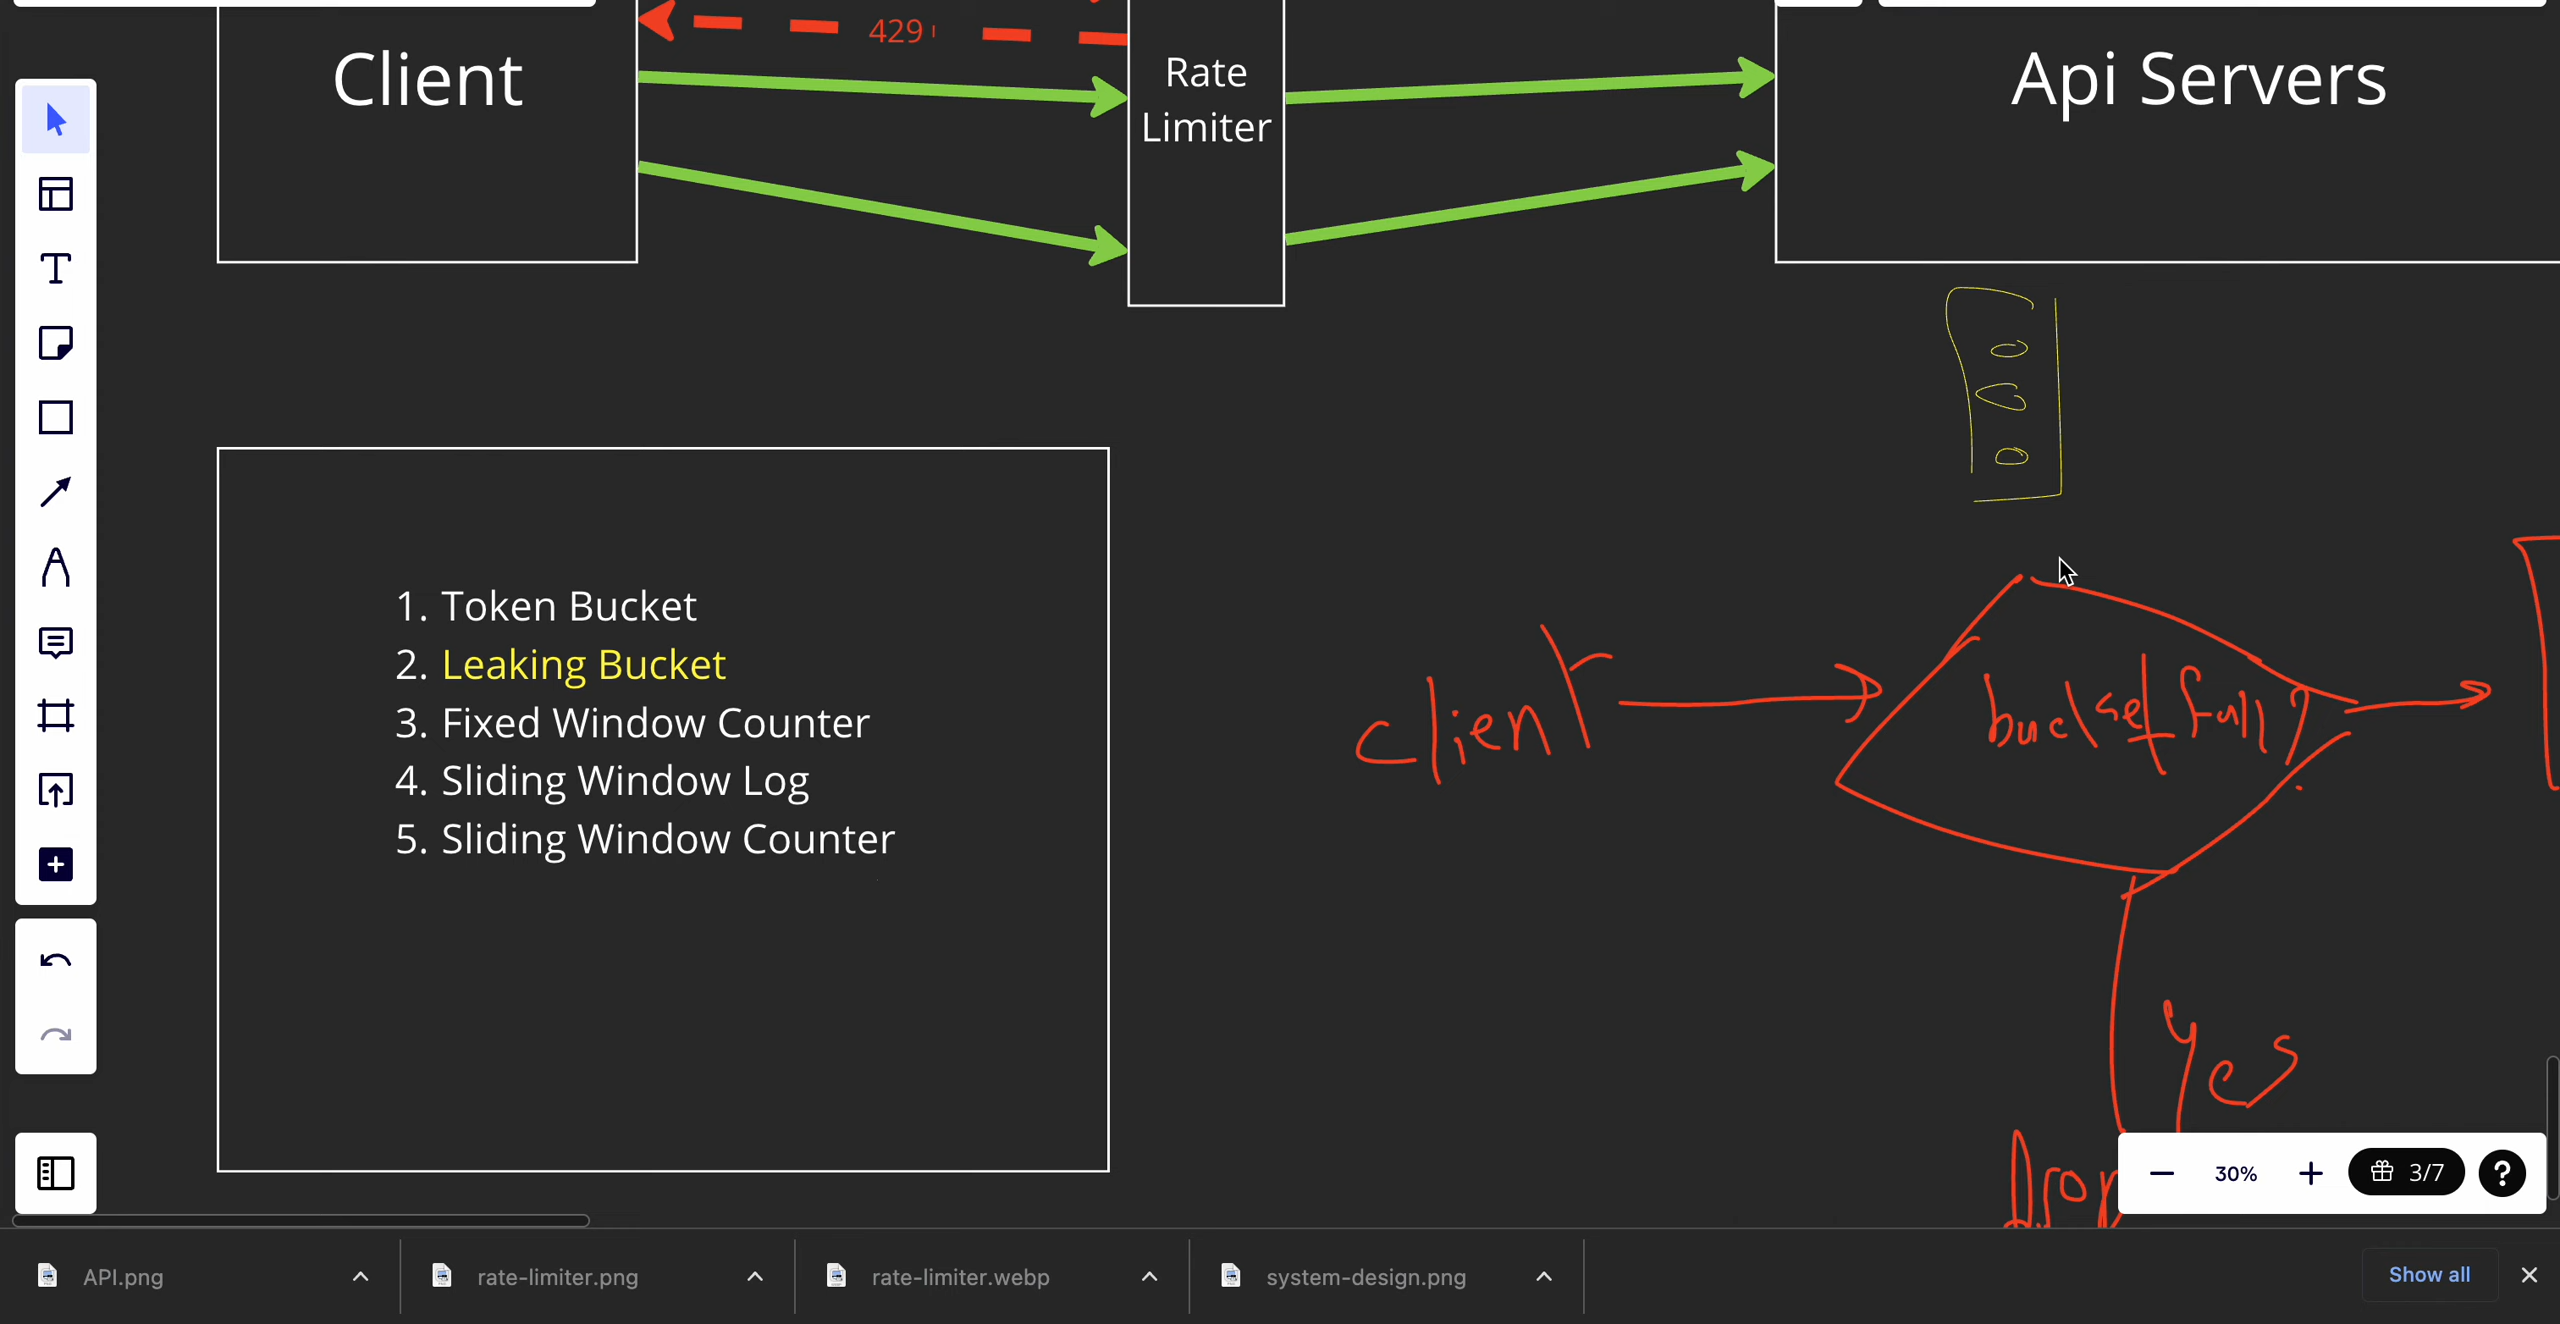 429
Client
Rate
Limiter
Api Servers
1. Token Bucket
2. Leaking Bucket
3. Fixed Window Counter
4. Sliding Window Log
5. Sliding Window Counter
client
bucket full?
Yes
Drop
30%
3/7
?
API.png
rate-limiter.png
rate-limiter.webp
system-design.png
Show all